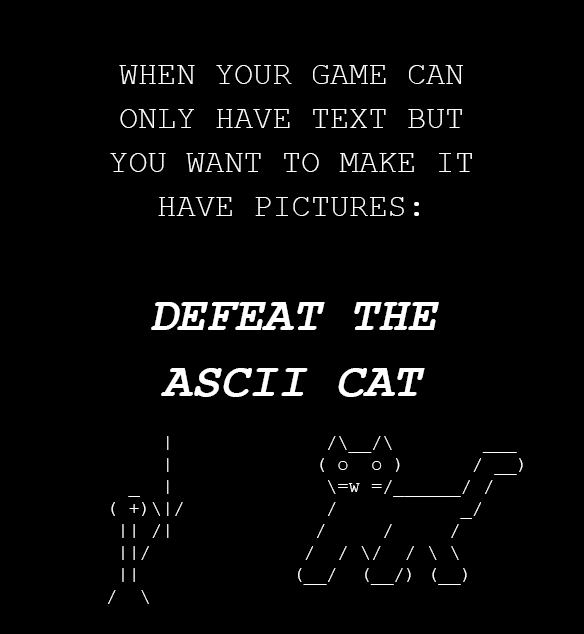 WHEN YOUR GAME CAN
ONLY HAVE TEXT BUT
YOU WANT TO MAKE IT
HAVE PICTURES:
DEFEAT THE
ASCII CAT